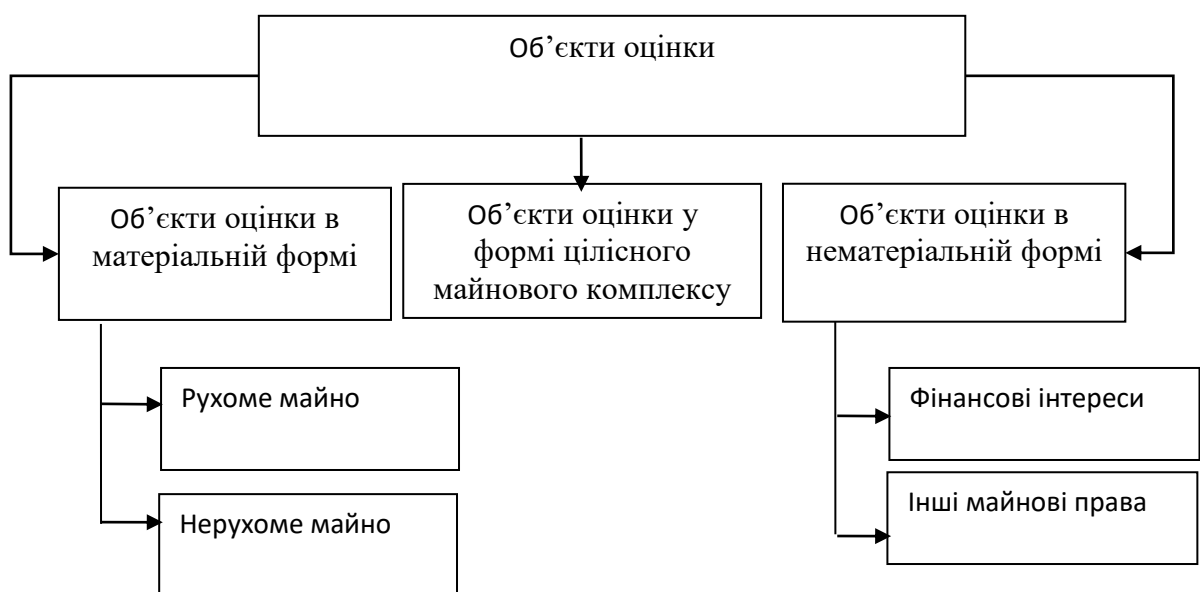 Об’єкти оцінки
Об’єкти оцінки в
матеріальній формі
Об’єкти оцінки у
формі цілісного
майнового комплексу
Об’єкти оцінки в
нематеріальній формі
Рухоме майно
Нерухоме майно
Фінансові інтереси
Інші майнові права